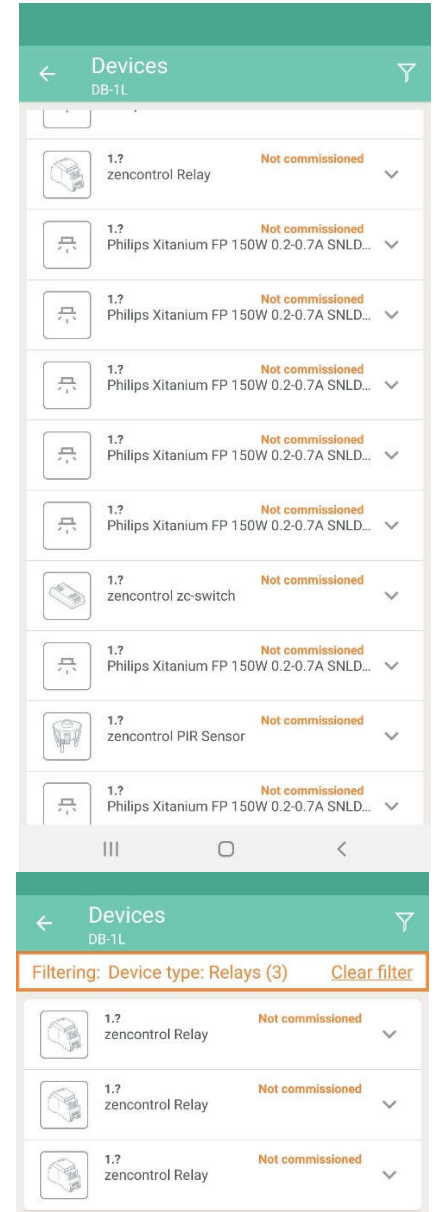 Devices
DB-1L
1.? Not commissioned
zencontrol Relay
1.? Not commissioned
Philips Xitanium FP 150W 0.2-0.7A SNLD...
1.? Not commissioned
Philips Xitanium FP 150W 0.2-0.7A SNLD...
1.? Not commissioned
Philips Xitanium FP 150W 0.2-0.7A SNLD...
1.? Not commissioned
Philips Xitanium FP 150W 0.2-0.7A SNLD...
1.? Not commissioned
Philips Xitanium FP 150W 0.2-0.7A SNLD...
1.? Not commissioned
zencontrol zc-switch
1.? Not commissioned
Philips Xitanium FP 150W 0.2-0.7A SNLD...
1.? Not commissioned
zencontrol PIR Sensor
1.? Not commissioned
Philips Xitanium FP 150W 0.2-0.7A SNLD...
Devices
DB-1L
Filtering: Device type: Relays (3) Clear filter
1.? Not commissioned
zencontrol Relay
1.? Not commissioned
zencontrol Relay
1.? Not commissioned
zencontrol Relay